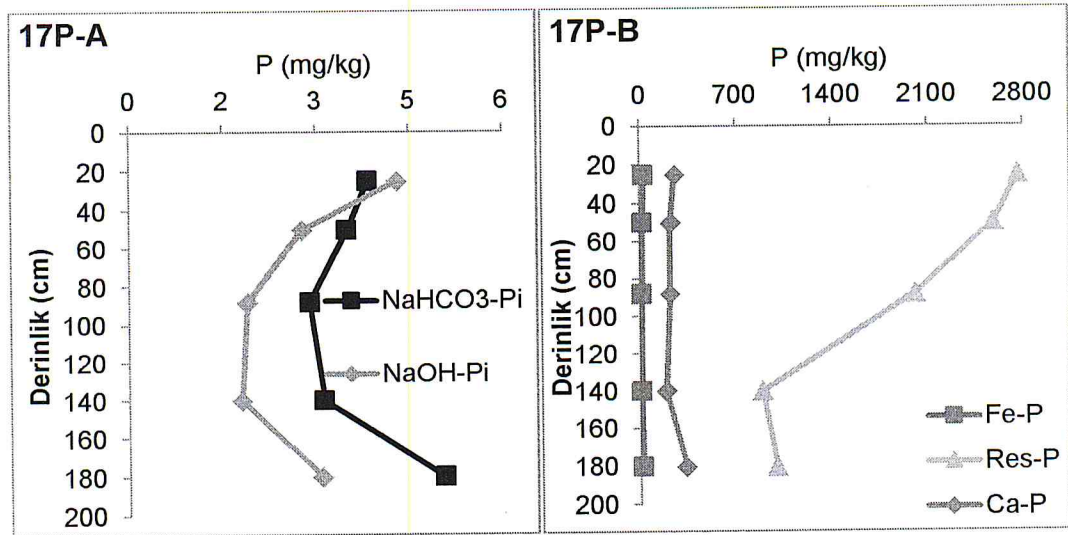 17P-A
P (mg/kg)
0 2 3 5 6
0
20
40
60
80
100
120
140
160
180
200
Derinlik (cm)
NaHCO3-Pi
NaOH-Pi
17P-B
P (mg/kg)
0 700 1400 2100 2800
0
20
40
60
80
100
120
140
160
180
200
Derinlik (cm)
Fe-P
Res-P
Ca-P